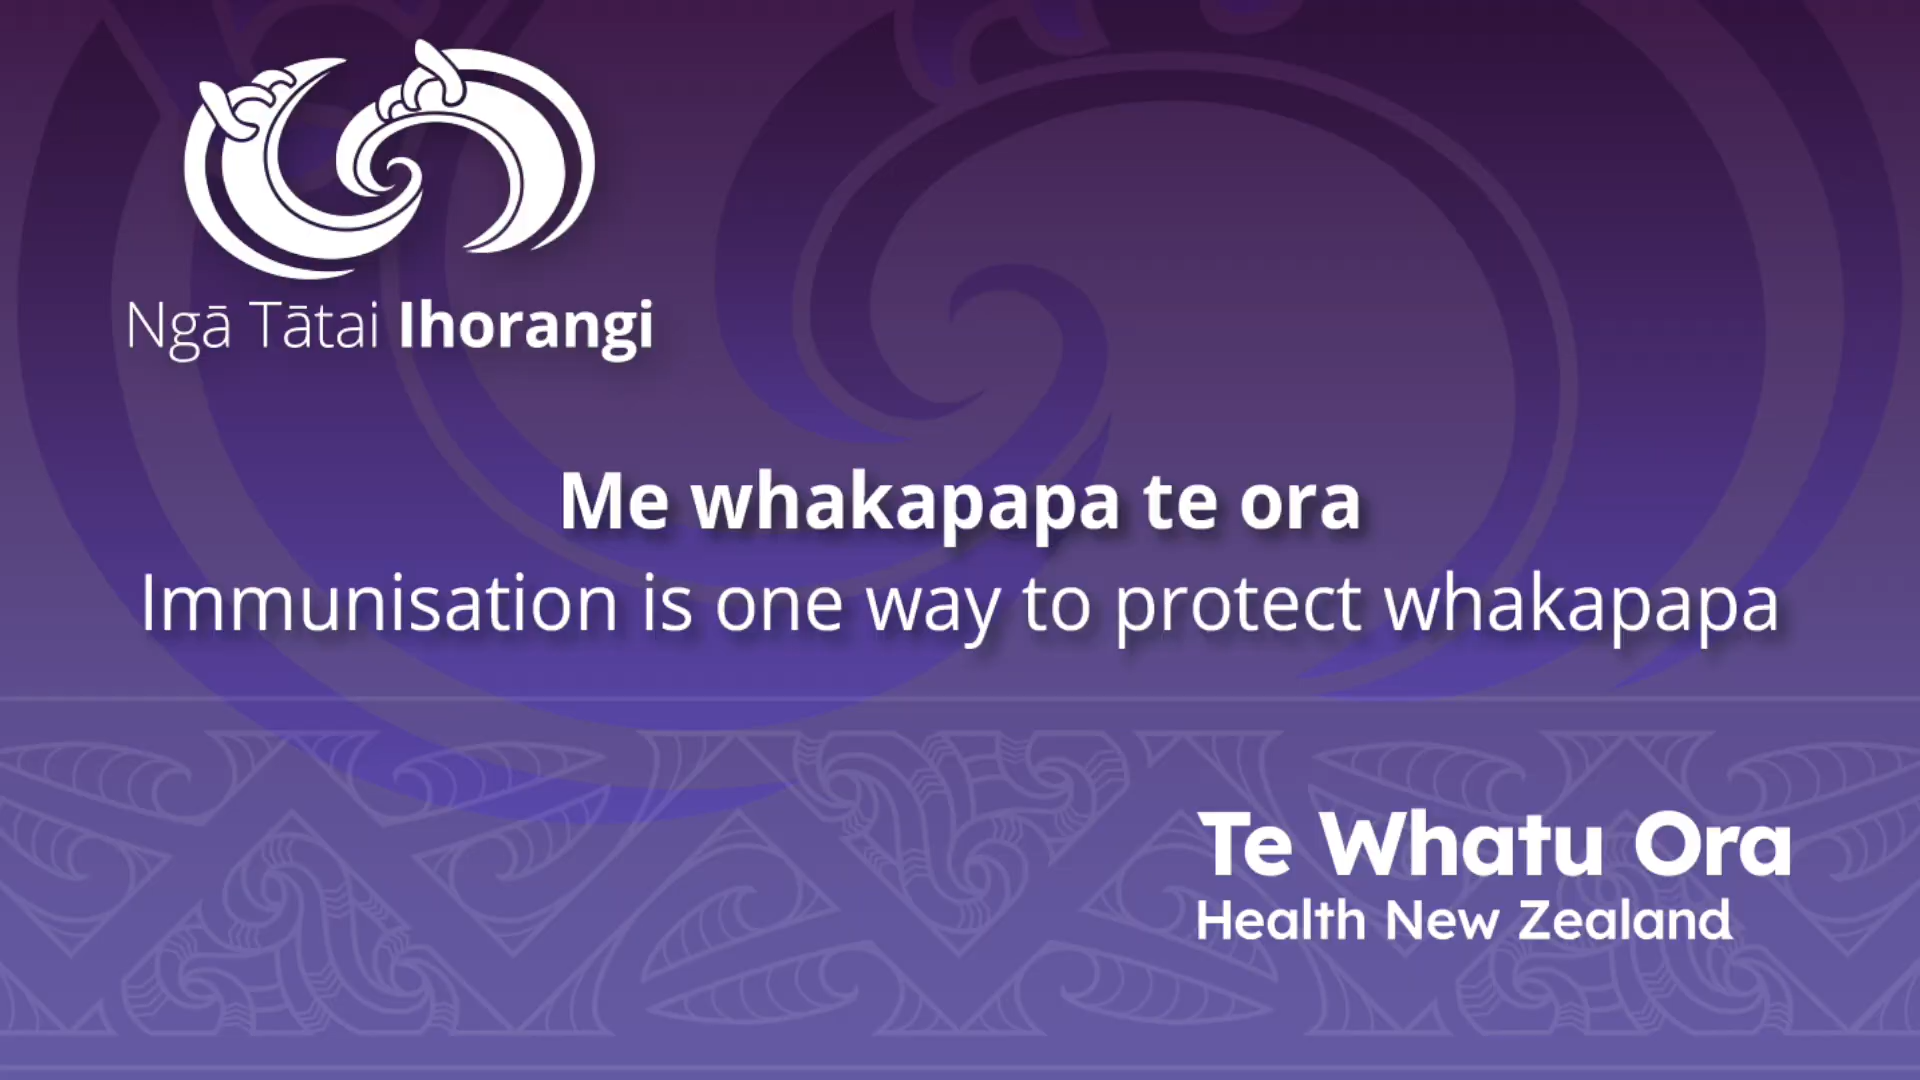 Ngā Tātai Ihorangi
Me whakapapa te ora
Immunisation is one way to protect whakapapa
Te Whatu Ora
Health New Zealand